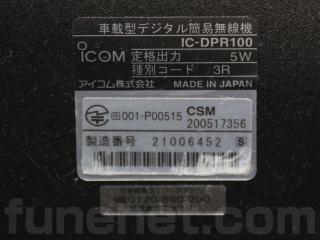 車載型デジタル簡易無線機
ICOM IC-DPR100
定格出力 5W
種別コード 3R
アイコム株式会社 MADE IN JAPAN
001-P00515 CSM
200517356
製造番号 21006452 S
funenet.com